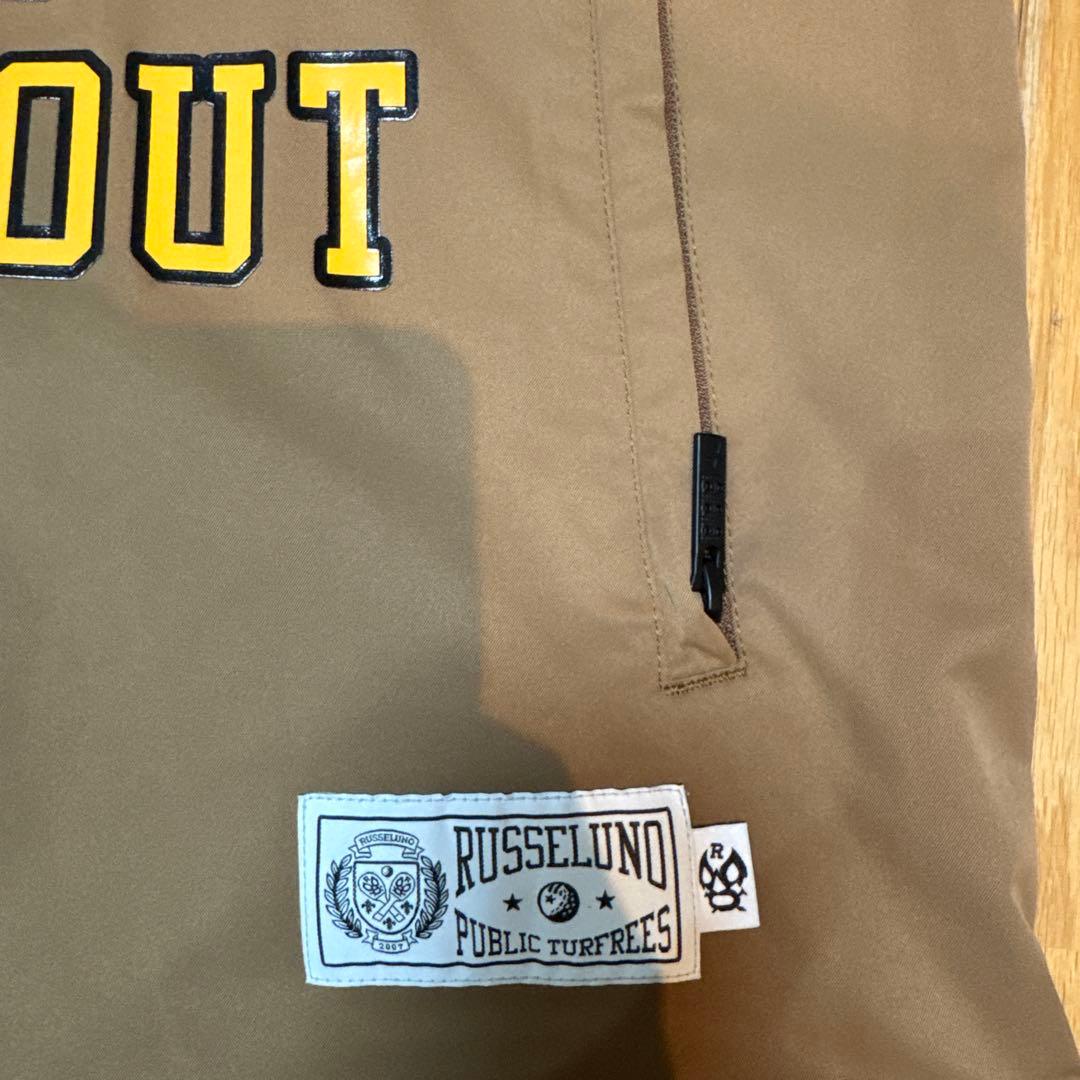 OUT
RUSSELUNO
2007
RUSSELUNO
PUBLIC TURFREES
R